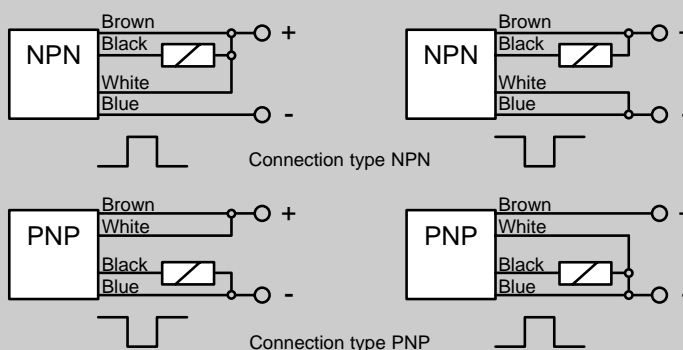 Brown
Black
NPN
White
Blue
+
-
Brown
Black
NPN
White
Blue
-
Connection type NPN
Brown
White
PNP
Black
Blue
+
-
Brown
White
PNP
Black
Blue
-
Connection type PNP